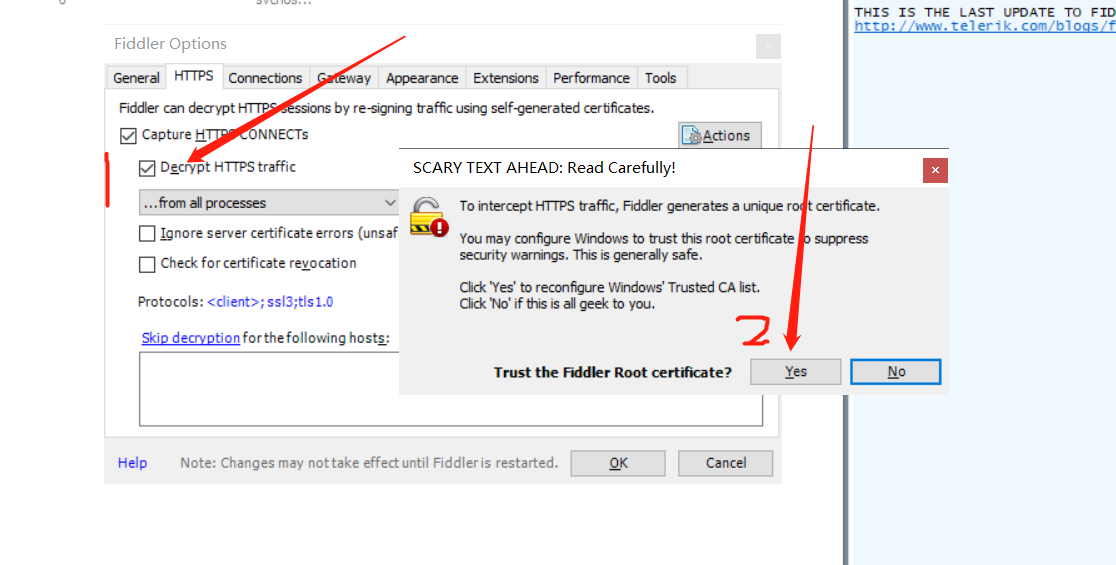 svchos...
THIS IS THE LAST UPDATE TO FID
http://www.telerik.com/blogs/f
Fiddler Options
General HTTPS Connections Gateway Appearance Extensions Performance Tools
Fiddler can decrypt HTTPS sessions by re-signing traffic using self-generated certificates.
Capture HTTPS CONNECTs
Actions
Decrypt HTTPS traffic
...from all processes
Ignore server certificate errors (unsaf
Check for certificate revocation
Protocols: <client>;ssl3;tls1.0
Skip decryption for the following hosts:
SCARY TEXT AHEAD: Read Carefully!
To intercept HTTPS traffic, Fiddler generates a unique root certificate.
You may configure Windows to trust this root certificate to suppress
security warnings. This is generally safe.
Click 'Yes' to reconfigure Windows' Trusted CA list.
Click 'No' if this is all geek to you.
2
Trust the Fiddler Root certificate? Yes No
Help Note: Changes may not take effect until Fiddler is restarted. OK Cancel